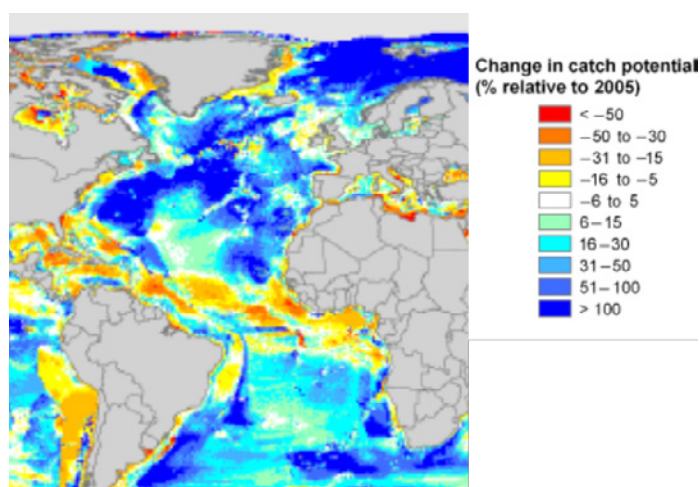 Change in catch potential
(% relative to 2005)
< −50
−50 to −30
−31 to −15
−16 to −5
−6 to 5
6−15
16−30
31−50
51−100
> 100